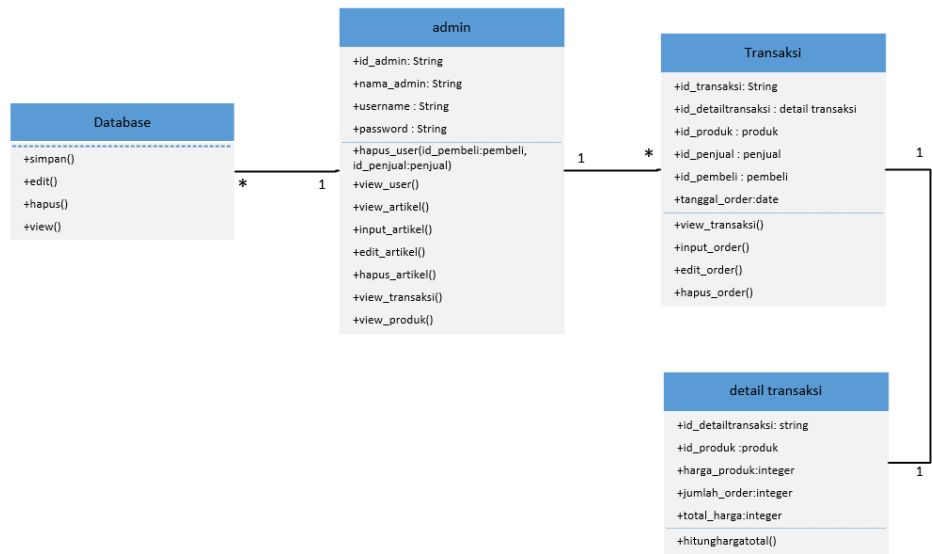 Database
+simpan()
+edit()
+hapus()
+view()
*
1
admin
+id_admin: String
+nama_admin: String
+username : String
+password : String
+hapus_user(id_pembeli:pembeli,
id_penjual:penjual)
+view_user()
+view_artikel()
+input_artikel()
+edit_artikel()
+hapus_artikel()
+view_transaksi()
+view_produk()
1
*
Transaksi
+id_transaksi: String
+id_detailtransaksi : detail transaksi
+id_produk : produk
+id_penjual : penjual
+id_pembeli : pembeli
+tanggal_order:date
+view_transaksi()
+input_order()
+edit_order()
+hapus_order()
1
detail transaksi
+id_detailtransaksi: string
+id_produk :produk
+harga_produk:integer
+jumlah_order:integer
+total_harga:integer
+hitunghargatotal()
1